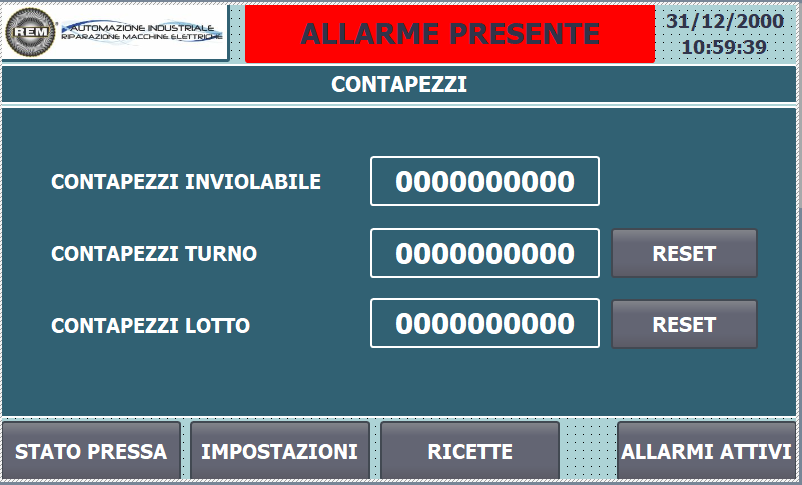 REM
AUTOMAZIONE INDUSTRIALE
RIPARAZIONE MACCHINE ELETTRICHE
ALLARME PRESENTE
31/12/2000
10:59:39
CONTAPEZZI
CONTAPEZZI INVIOLABILE 0000000000
CONTAPEZZI TURNO 0000000000 RESET
CONTAPEZZI LOTTO 0000000000 RESET
STATO PRESSA IMPOSTAZIONI RICETTE ALLARMI ATTIVI